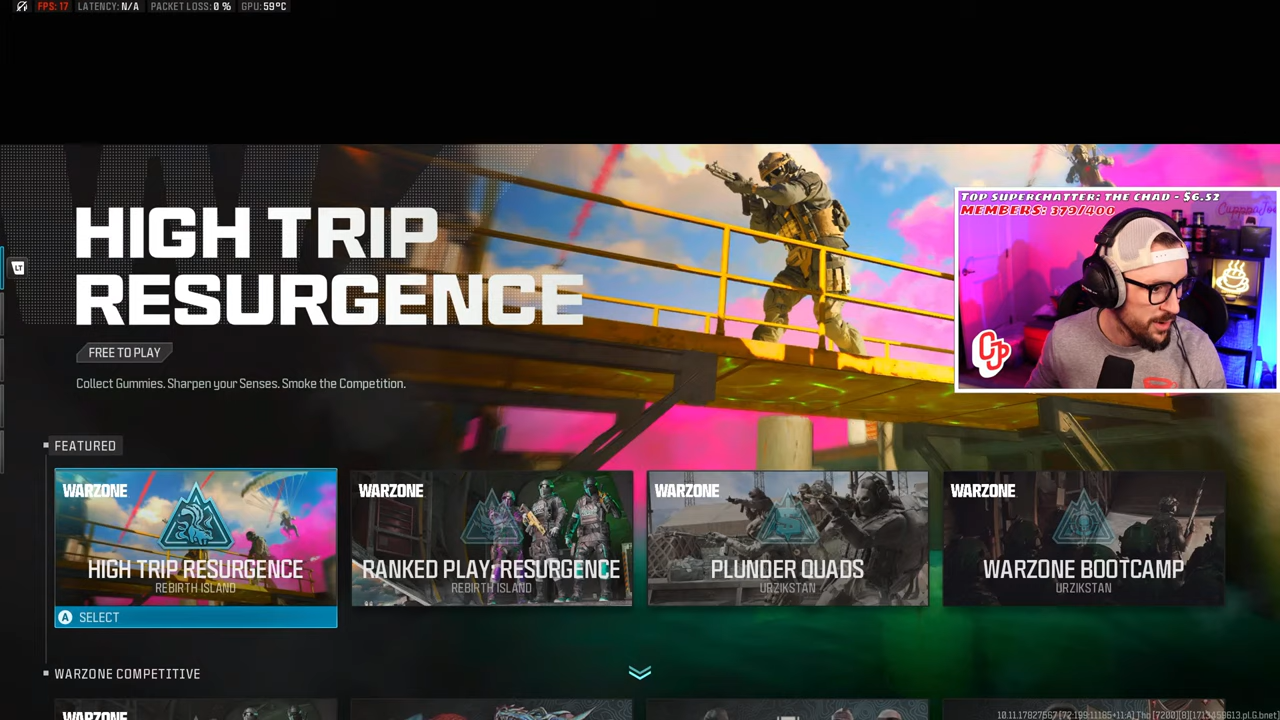 FPS: 17 LATENCY: N/A PACKET LOSS: 0 % GPU: 59°C
HIGH TRIP
RESURGENCE
LT
TOP SUPERCHATTER: THE CHAD - $6.52
MEMBERS: 379/400
CJP
FREE TO PLAY
Collect Gummies. Sharpen your Senses. Smoke the Competition.
FEATURED
WARZONE
HIGH TRIP RESURGENCE
REBIRTH ISLAND
A SELECT
WARZONE
RANKED PLAY: RESURGENCE
REBIRTH ISLAND
WARZONE
PLUNDER QUADS
URZIKSTAN
WARZONE
WARZONE BOOTCAMP
URZIKSTAN
WARZONE COMPETITIVE
WARZONE